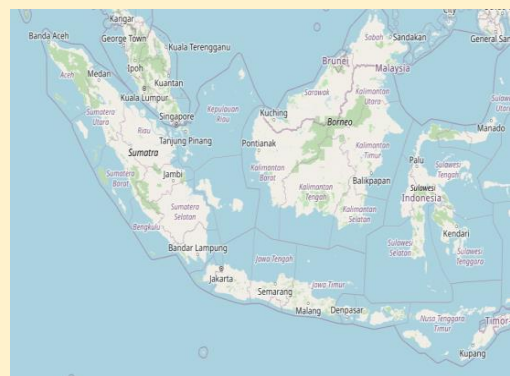 Kangar
Banda Aceh
George Town
Kuala Terengganu
Sabah
Sandakan
City
General San
Ipoh
Brunei
Malaysia
Aceh
Medan
Kuantan
Kuala Lumpur
Kalimantan
Utara
Sumatera
Utara
Singapore
Kepulauan
Riau
Kuching
Sarawak
Borneo
Manado
Riau
Tanjung Pinang
Pontianak
Kalimantan
Timur
Sumatra
Palu
Sulawesi
Tengah
Sumatera
Barat
Jambi
Kalimantan
Barat
Balikpapan
Kalimantan
Tengah
Sulawesi
Indonesia
Sumatera
Selatan
Kalimantan
Selatan
Bengkulu
Kendari
Sulawesi
Selatan
Sulawesi
Tenggara
Bandar Lampung
Jawa Tengah
Jakarta
Semarang
Jawa Timur
Malang
Denpasar
Nusa Tenggara
Timur
Timor-
Kupang